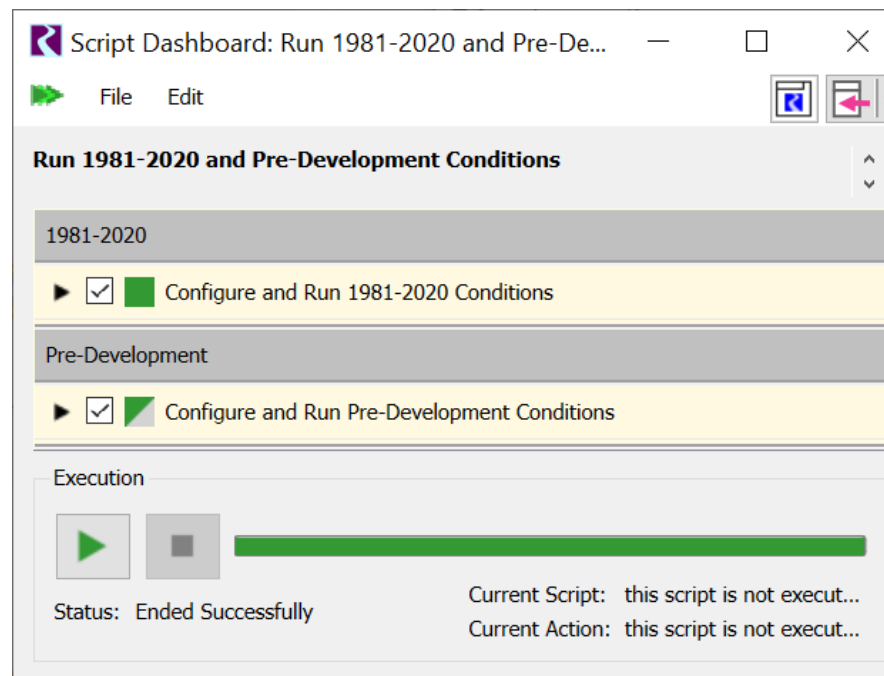 Script Dashboard: Run 1981-2020 and Pre-De...
File Edit
Run 1981-2020 and Pre-Development Conditions
1981-2020
Configure and Run 1981-2020 Conditions
Pre-Development
Configure and Run Pre-Development Conditions
Execution
Status: Ended Successfully
Current Script: this script is not execut...
Current Action: this script is not execut...